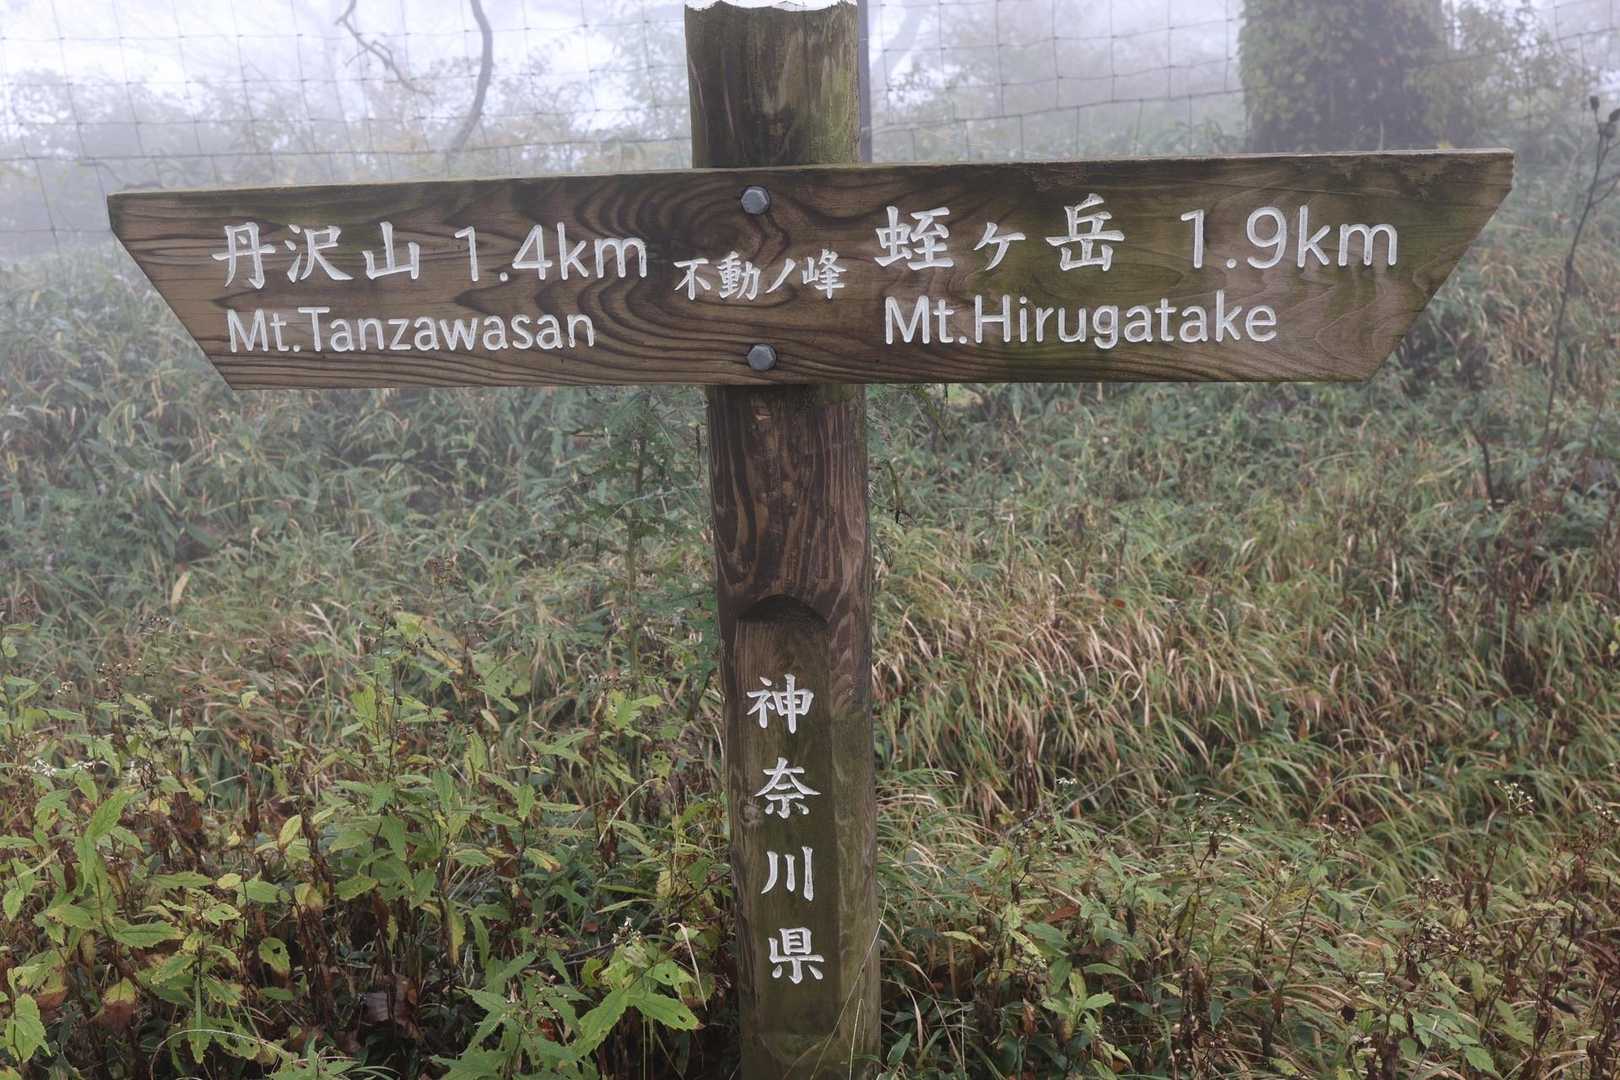 丹沢山 1.4km
Mt.Tanzawasan
不動ノ峰
蛭ヶ岳 1.9km
Mt.Hirugatake
神奈川県